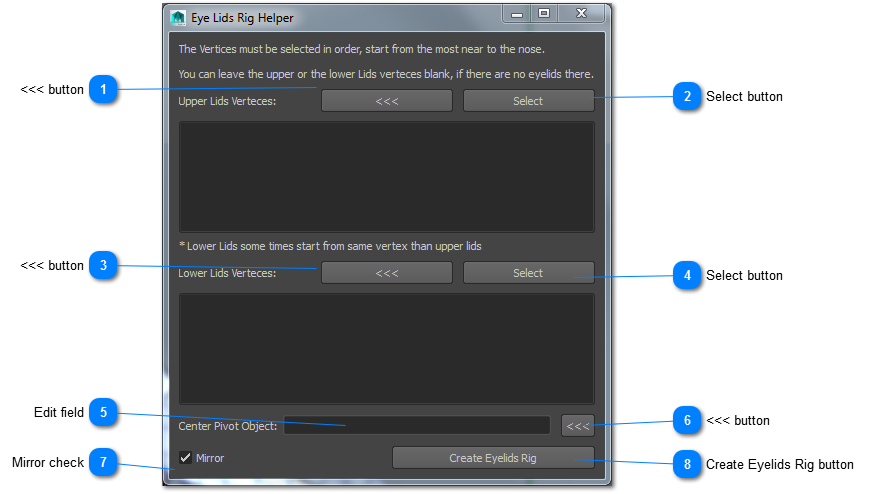 Eye Lids Rig Helper
The Vertices must be selected in order, start from the most near to the nose.
You can leave the upper or the lower Lids verteces blank, if there are no eyelids there.
<<< button 1
Upper Lids Verteces: <<< Select
2 Select button
* Lower Lids some times start from same vertex than upper lids
<<< button 3
Lower Lids Verteces: <<< Select
4 Select button
Edit field 5
Center Pivot Object: <<<
6 <<< button
Mirror check 7
Mirror Create Eyelids Rig
8 Create Eyelids Rig button